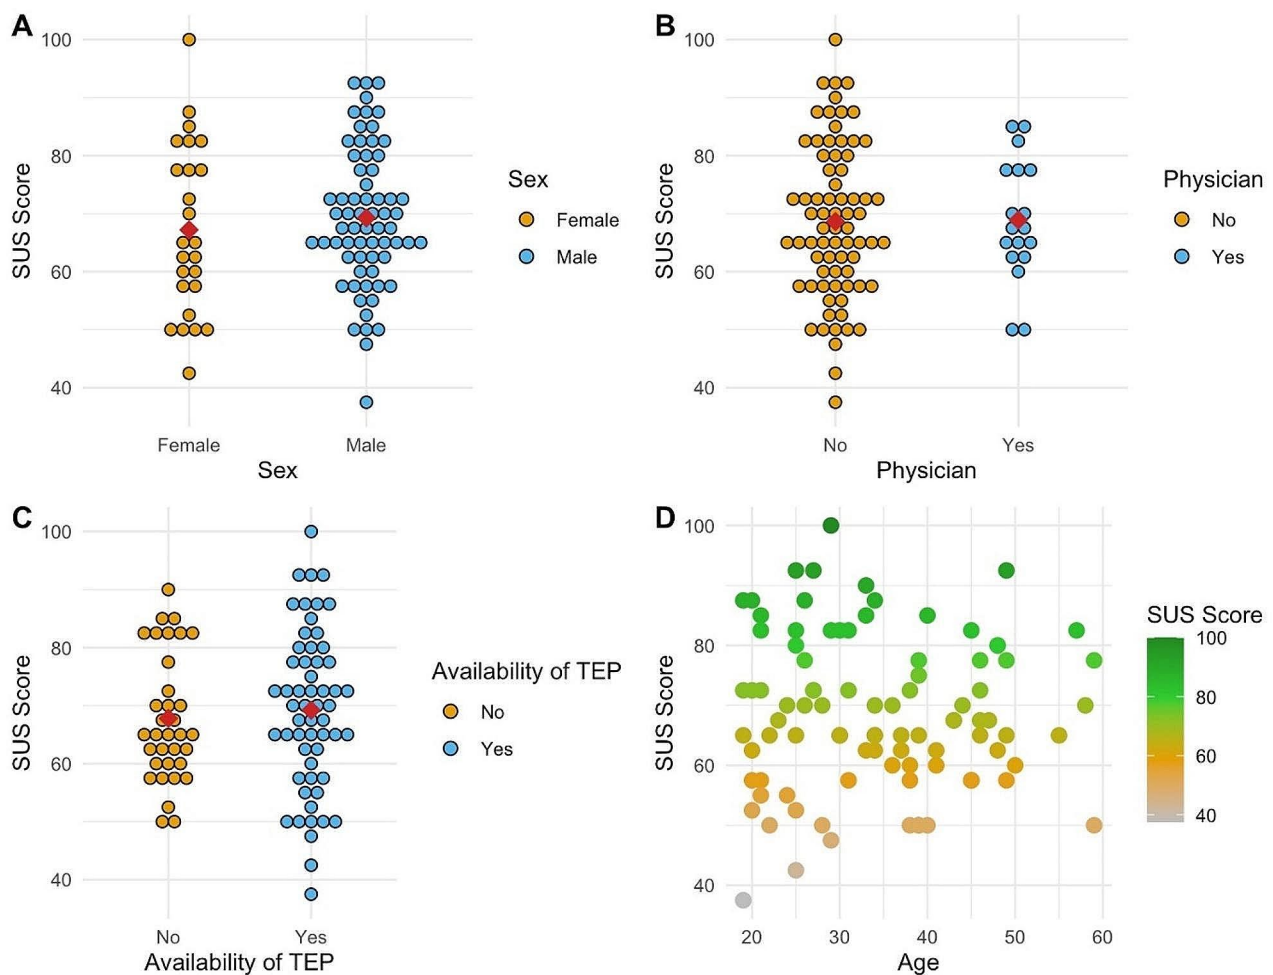 A
SUS Score
100
80
60
40
Female
Male
Sex
Sex
Female
Male
B
SUS Score
100
80
60
40
No
Yes
Physician
Physician
No
Yes
C
SUS Score
100
80
60
40
No
Yes
Availability of TEP
Availability of TEP
No
Yes
D
SUS Score
100
80
60
40
20
30
40
50
60
Age
SUS Score
100
80
60
40